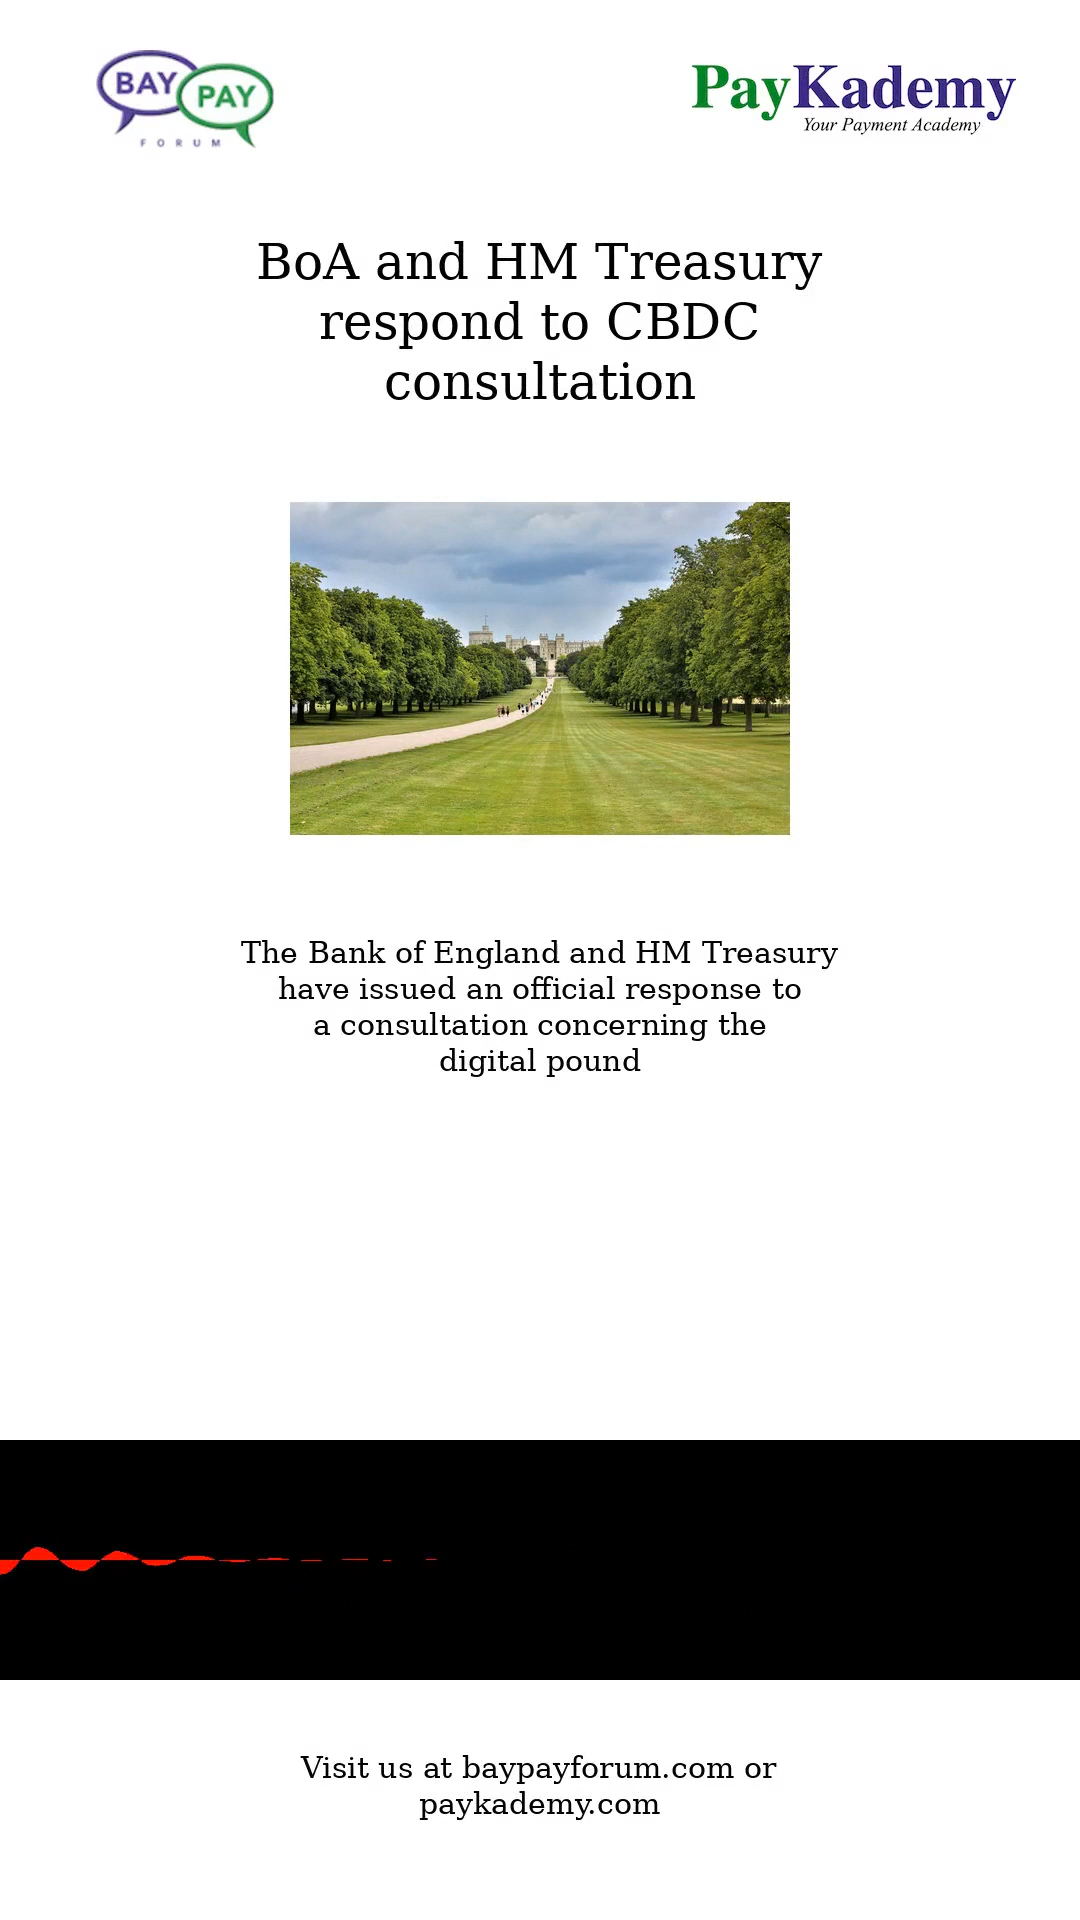 BAY PAY
FORUM
PayKademy
Your Payment Academy
BoA and HM Treasury
respond to CBDC
consultation
The Bank of England and HM Treasury
have issued an official response to
a consultation concerning the
digital pound
Visit us at baypayforum.com or
paykademy.com